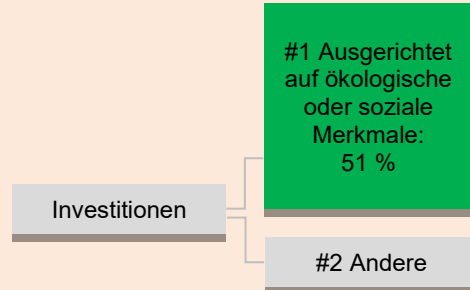 #1 Ausgerichtet
auf ökologische
oder soziale
Merkmale:
51 %
Investitionen
#2 Andere